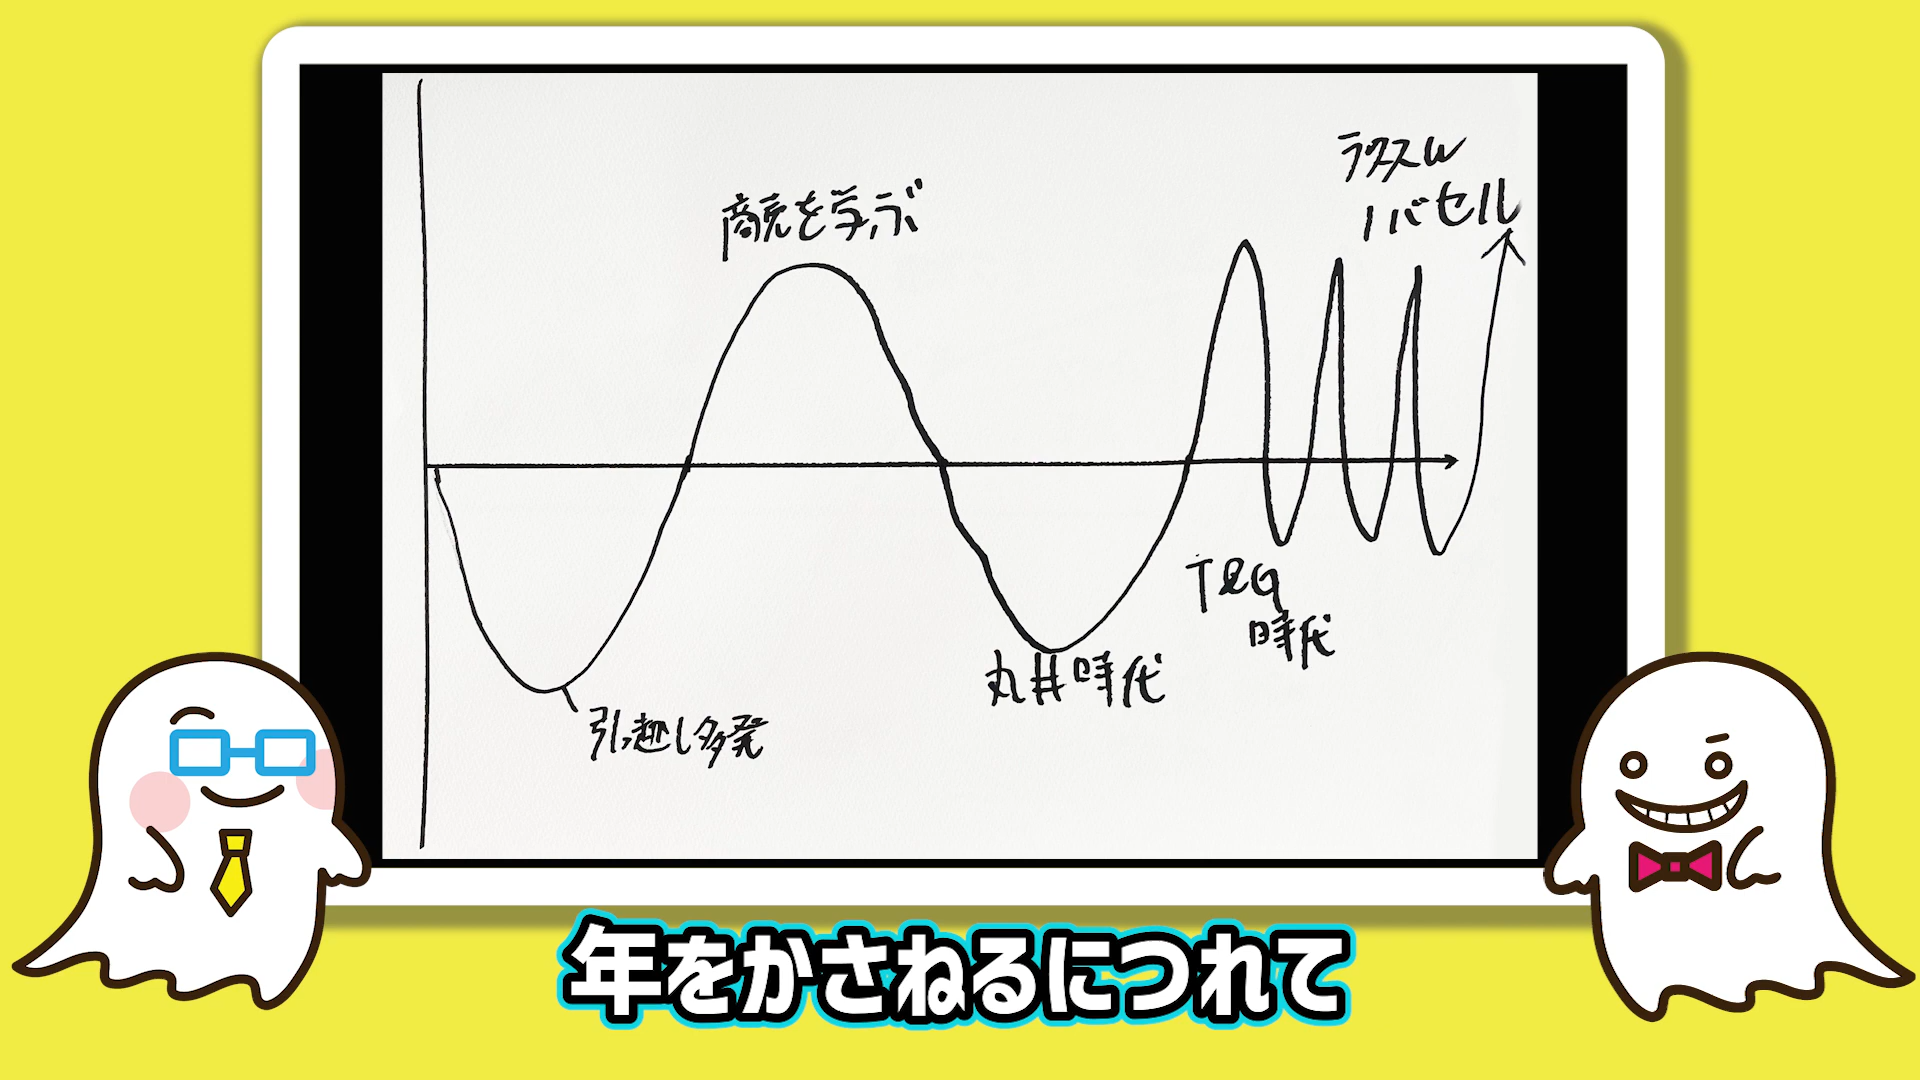 商売を学ぶ
ラクスル
ノバセル
T&G
時代
丸井時代
引越し多発
年をかさねるにつれて